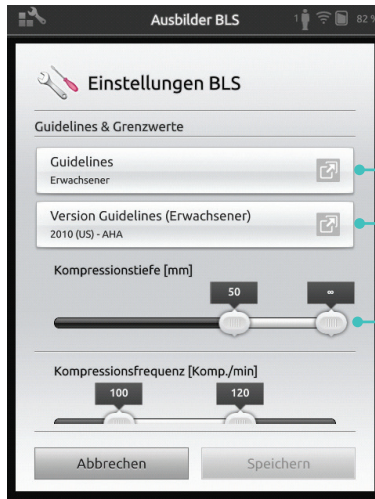 Ausbilder BLS
1
82 %
Einstellungen BLS
Guidelines & Grenzwerte
Guidelines
Erwachsener
Version Guidelines (Erwachsener)
2010 (US) - AHA
Kompressionstiefe [mm]
50 ∞
Kompressionsfrequenz [Komp./min]
100 120
Abbrechen Speichern